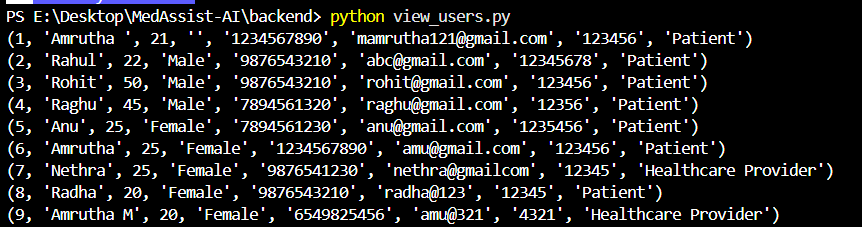 PS E:\Desktop\MedAssist-AI\backend> python view_users.py
(1, 'Amrutha ', 21, '', '1234567890', 'mamrutha121@gmail.com', '123456', 'Patient')
(2, 'Rahul', 22, 'Male', '9876543210', 'abc@gmail.com', '12345678', 'Patient')
(3, 'Rohit', 50, 'Male', '9876543210', 'rohit@gmail.com', '123456', 'Patient')
(4, 'Raghu', 45, 'Male', '7894561320', 'raghu@gmail.com', '12356', 'Patient')
(5, 'Anu', 25, 'Female', '7894561230', 'anu@gmail.com', '1235456', 'Patient')
(6, 'Amrutha', 25, 'Female', '1234567890', 'amu@gmail.com', '123456', 'Patient')
(7, 'Nethra', 25, 'Female', '9876541230', 'nethra@gmailcom', '12345', 'Healthcare Provider')
(8, 'Radha', 20, 'Female', '9876543210', 'radha@123', '12345', 'Patient')
(9, 'Amrutha M', 20, 'Female', '6549825456', 'amu@321', '4321', 'Healthcare Provider')